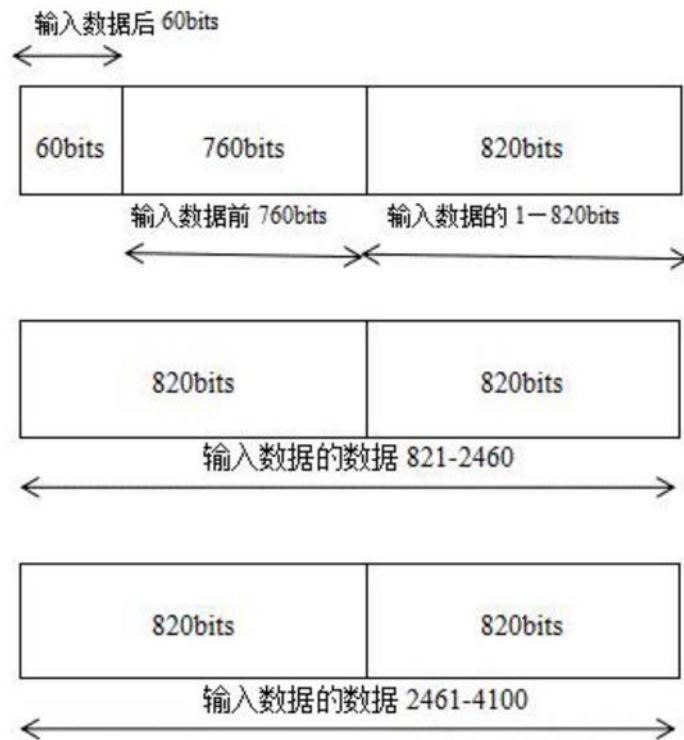 输入数据后 60bits
60bits 760bits 820bits
输入数据前 760bits 输入数据的 1－820bits
820bits 820bits
输入数据的数据 821-2460
820bits 820bits
输入数据的数据 2461-4100